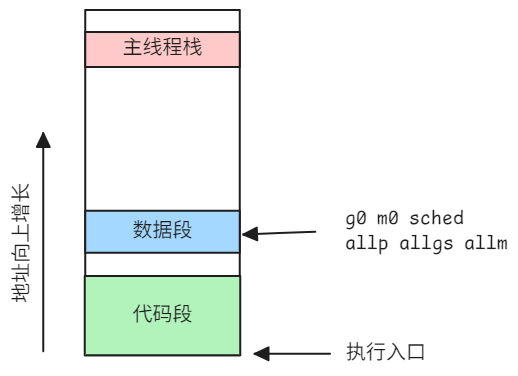 主线程栈
地址向上增长
数据段
g0 m0 sched
allp allgs allm
代码段
执行入口